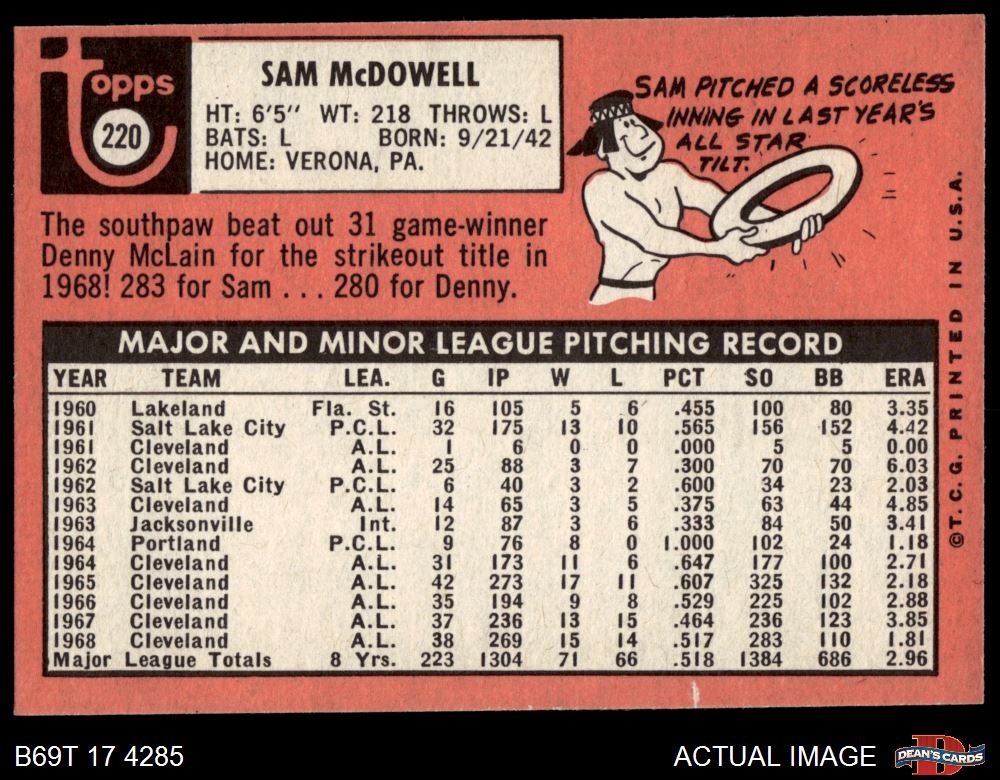 topps
220
SAM McDOWELL
HT: 6'5" WT: 218 THROWS: L
BATS: L BORN: 9/21/42
HOME: VERONA, PA.
SAM PITCHED A SCORELESS
INNING IN LAST YEAR'S
ALL STAR
TILT.
The southpaw beat out 31 game-winner
Denny McLain for the strikeout title in
1968! 283 for Sam . . . 280 for Denny.
MAJOR AND MINOR LEAGUE PITCHING RECORD
YEAR TEAM LEA. G IP W L PCT SO BB ERA
1960 Lakeland Fla. St. 16 105 5 6 .455 100 80 3.35
1961 Salt Lake City P.C.L. 32 175 13 10 .565 156 152 4.42
1961 Cleveland A.L. 1 6 0 0 .000 5 5 0.00
1962 Cleveland A.L. 25 88 3 7 .300 70 70 6.03
1962 Salt Lake City P.C.L. 6 40 3 2 .600 34 23 2.03
1963 Cleveland A.L. 14 65 3 5 .375 63 44 4.85
1963 Jacksonville Int. 12 87 3 6 .333 84 50 3.41
1964 Portland P.C.L. 9 76 8 0 1.000 102 24 1.18
1964 Cleveland A.L. 31 173 11 6 .647 177 100 2.71
1965 Cleveland A.L. 42 273 17 11 .607 325 132 2.18
1966 Cleveland A.L. 35 194 9 8 .529 225 102 2.88
1967 Cleveland A.L. 37 236 13 15 .464 236 123 3.85
1968 Cleveland A.L. 38 269 15 14 .517 283 110 1.81
Major League Totals 8 Yrs. 223 1304 71 66 .518 1384 686 2.96
©T. C. G. PRINTED IN U.S.A.
B69T 17 4285
ACTUAL IMAGE
D
DEAN'S CARDS